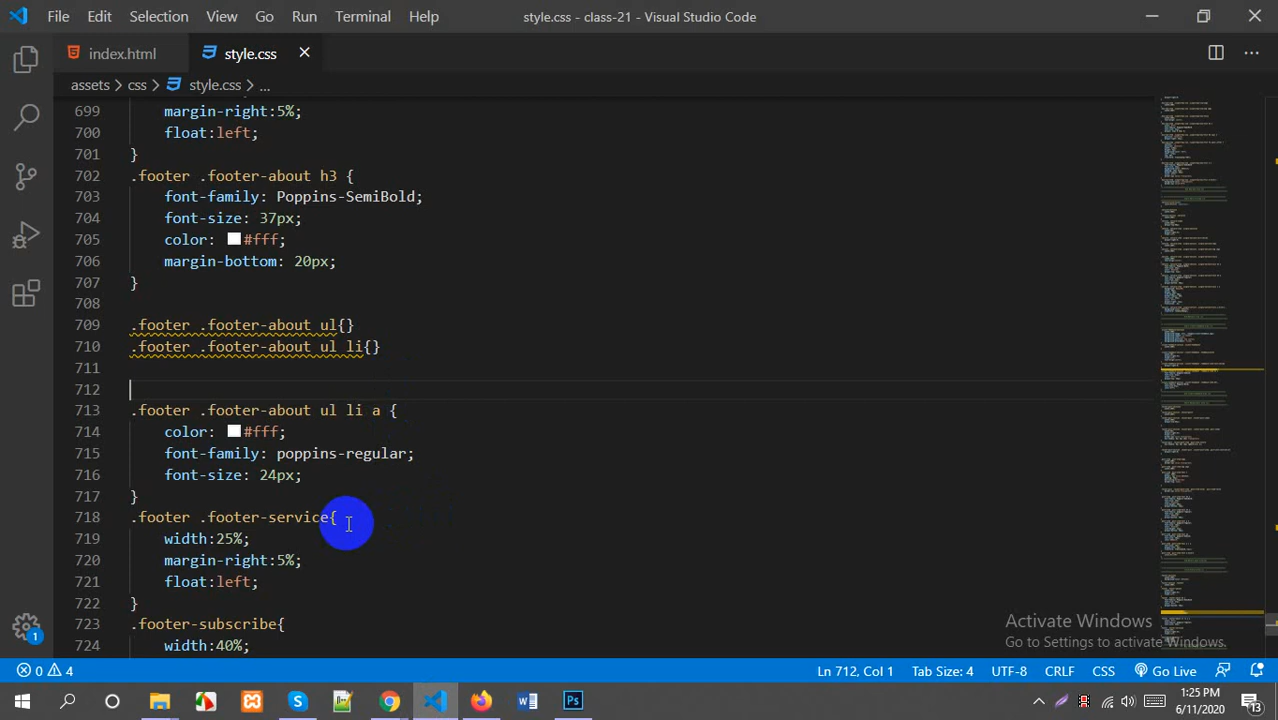 File Edit Selection View Go Run Terminal Help
style.css - class-21 - Visual Studio Code
index.html
style.css
assets > css > style.css > ...
699 margin-right:5%;
700 float:left;
701 }
702 .footer .footer-about h3 {
703 font-family: Poppins-SemiBold;
704 font-size: 37px;
705 color: #fff;
706 margin-bottom: 20px;
707 }
708
709 .footer .footer-about ul{}
710 .footer .footer-about ul li{}
711
712
713 .footer .footer-about ul li a {
714 color: #fff;
715 font-family: poppins-regular;
716 font-size: 24px;
717 }
718 .footer .footer-service{
719 width:25%;
720 margin-right:5%;
721 float:left;
722 }
723 .footer-subscribe{
724 width:40%;
Activate Windows
Go to Settings to activate Windows.
1
0 4
Ln 712, Col 1 Tab Size: 4 UTF-8 CRLF CSS Go Live
1:25 PM
6/11/2020
13